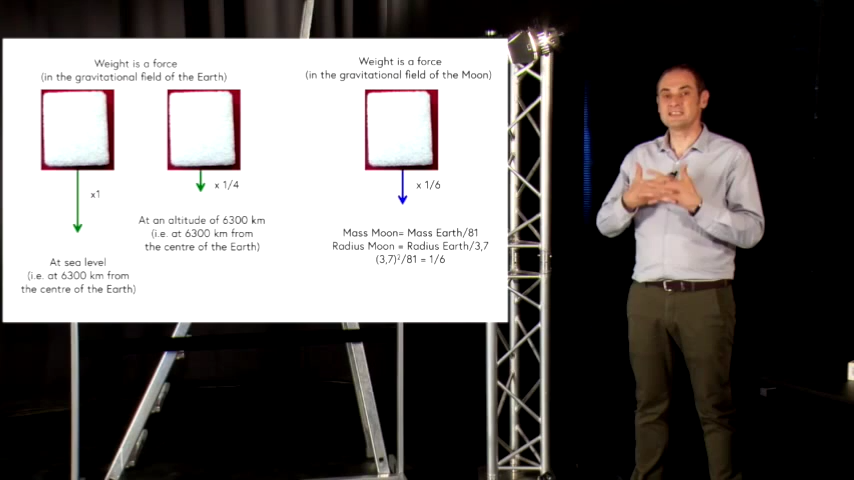 Weight is a force
(in the gravitational field of the Earth)
x1
At sea level
(i.e. at 6300 km from
the centre of the Earth)
x 1/4
At an altitude of 6300 km
(i.e. at 6300 km from
the centre of the Earth)
Weight is a force
(in the gravitational field of the Moon)
x 1/6
Mass Moon= Mass Earth/81
Radius Moon = Radius Earth/3,7
(3,7)²/81 = 1/6